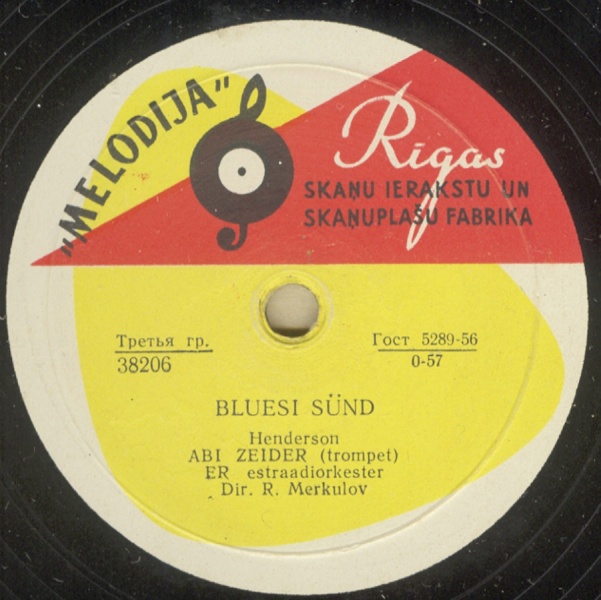 „MELODIJA”
Rigas
SKAŅU IERAKSTU UN
SKAŅUPLAŠU FABRIKA
Третья гр.
38206
Гост 5289-56
0-57
BLUESI SÜND
Henderson
ABI ZEIDER (trompet)
ER estraadiorkester
Dir. R. Merkulov